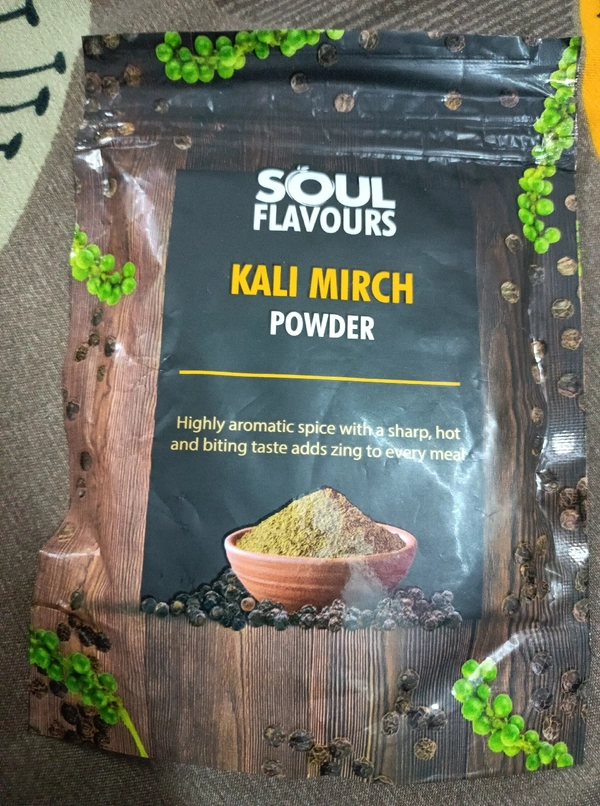 SOUL
FLAVOURS
KALI MIRCH
POWDER
Highly aromatic spice with a sharp, hot
and biting taste adds zing to every meal